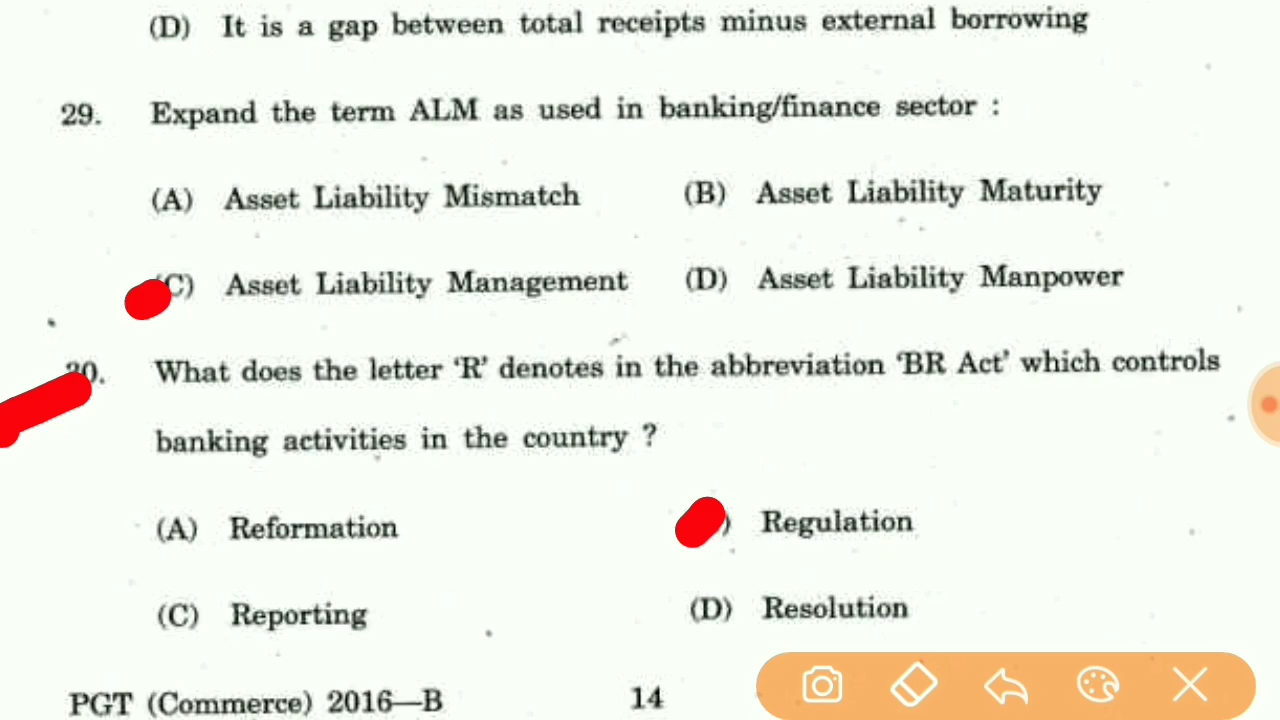 (D) It is a gap between total receipts minus external borrowing
29. Expand the term ALM as used in banking/finance sector :
(A) Asset Liability Mismatch (B) Asset Liability Maturity
C) Asset Liability Management (D) Asset Liability Manpower
30. What does the letter ‘R’ denotes in the abbreviation ‘BR Act’ which controls
banking activities in the country ?
(A) Reformation ) Regulation
(C) Reporting (D) Resolution
PGT (Commerce) 2016—B 14